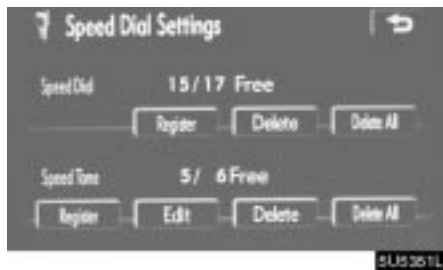 Speed Dial Settings
Speed Dial 15/17 Free
Register Delete Delete All
Speed Tone 5/ 6 Free
Register Edit Delete Delete All
5U5351L